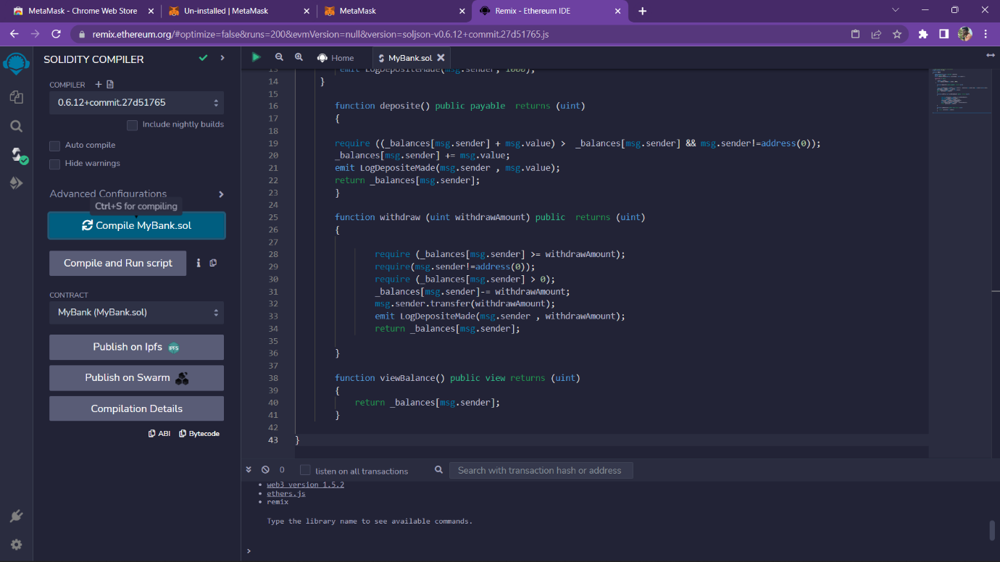 MetaMask - Chrome Web Store
Un-installed | MetaMask
MetaMask
Remix - Ethereum IDE
remix.ethereum.org/#optimize=false&runs=200&evmVersion=null&version=soljson-v0.6.12+commit.27d51765.js
SOLIDITY COMPILER
COMPILER
0.6.12+commit.27d51765
Include nightly builds
Auto compile
Hide warnings
Advanced Configurations
Ctrl+S for compiling
Compile MyBank.sol
Compile and Run script
CONTRACT
MyBank (MyBank.sol)
Publish on Ipfs IPFS
Publish on Swarm
Compilation Details
ABI Bytecode
Home
MyBank.sol
13 emit LogDepositeMade(msg.sender, 1000);
14 }
15
16 function deposite() public payable  returns (uint)
17 {
18
19 require ((_balances[msg.sender] + msg.value) >  _balances[msg.sender] && msg.sender!=address(0));
20 _balances[msg.sender] += msg.value;
21 emit LogDepositeMade(msg.sender , msg.value);
22 return _balances[msg.sender];
23 }
24
25 function withdraw (uint withdrawAmount) public  returns (uint)
26 {
27
28 require (_balances[msg.sender] >= withdrawAmount);
29 require(msg.sender!=address(0));
30 require (_balances[msg.sender] > 0);
31 _balances[msg.sender]-= withdrawAmount;
32 msg.sender.transfer(withdrawAmount);
33 emit LogDepositeMade(msg.sender , withdrawAmount);
34 return _balances[msg.sender];
35
36 }
37
38 function viewBalance() public view returns (uint)
39 {
40 return _balances[msg.sender];
41 }
42
43 }
0 listen on all transactions Search with transaction hash or address
• web3 version 1.5.2
• ethers.js
• remix
Type the library name to see available commands.
>